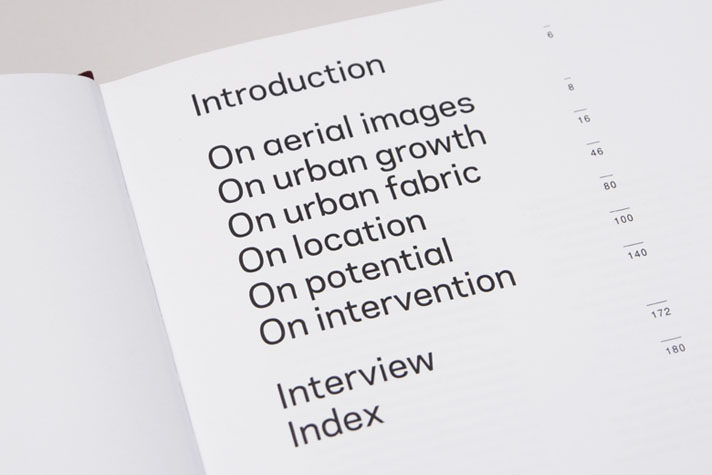 Introduction 6
On aerial images 8
On urban growth 16
On urban fabric 46
On location 80
On potential 100
On intervention 140
Interview 172
Index 180